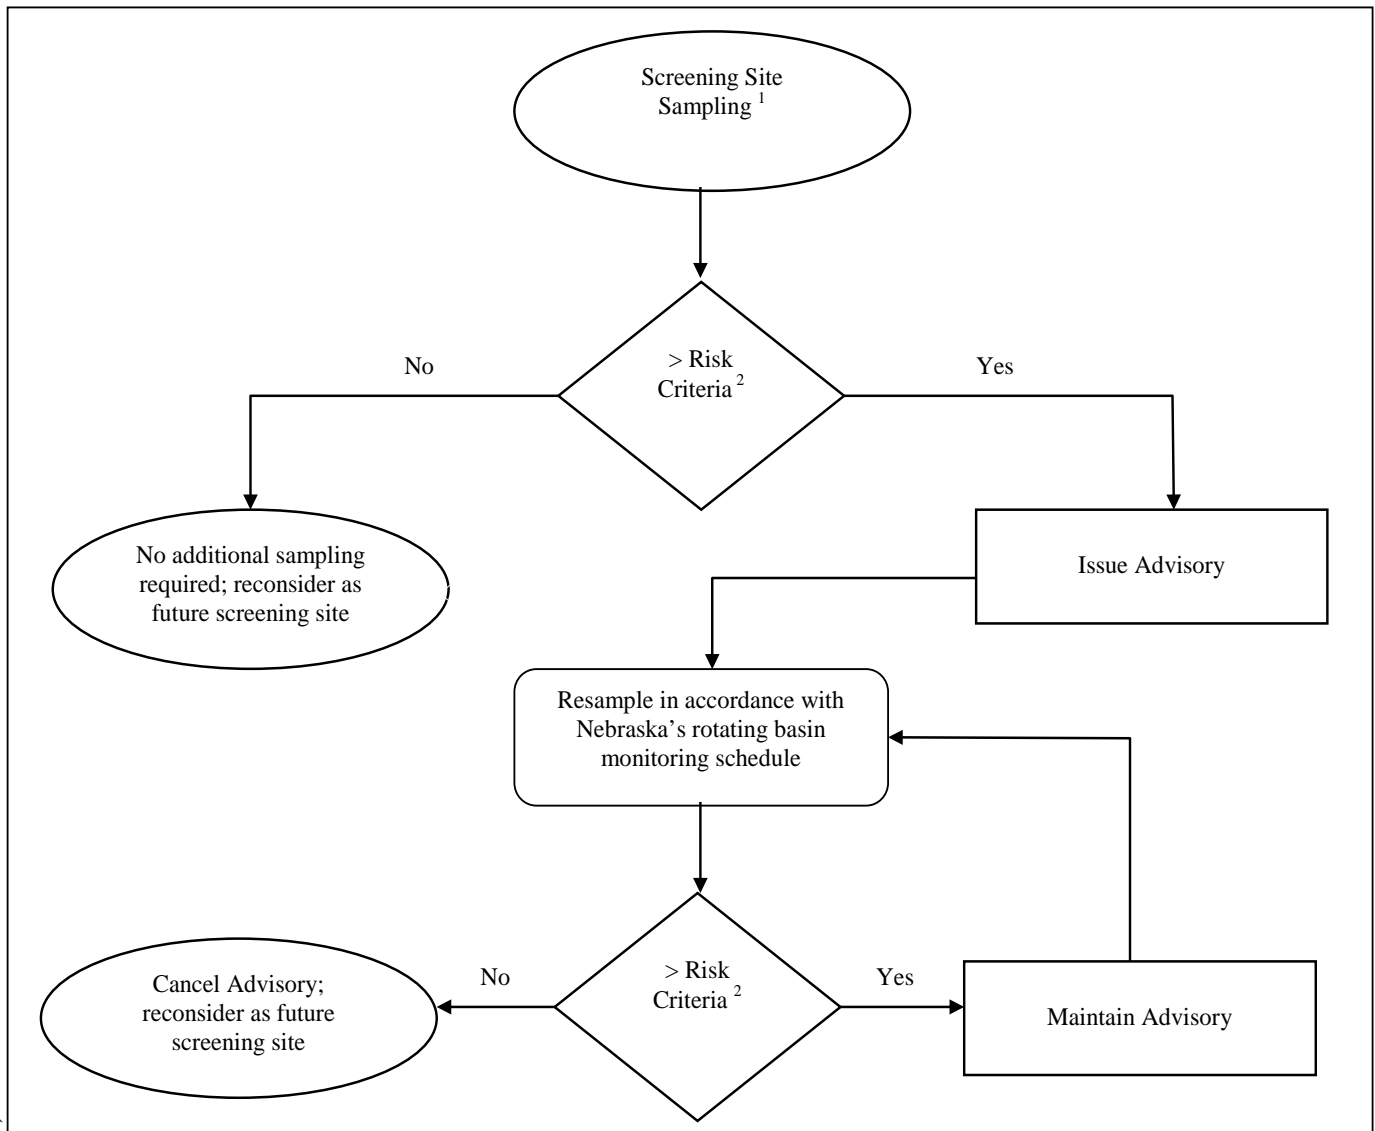 Screening Site
Sampling 1
> Risk
Criteria 2
No
Yes
No additional sampling
required; reconsider as
future screening site
Issue Advisory
Resample in accordance with
Nebraska’s rotating basin
monitoring schedule
> Risk
Criteria 2
No
Yes
Cancel Advisory;
reconsider as future
screening site
Maintain Advisory